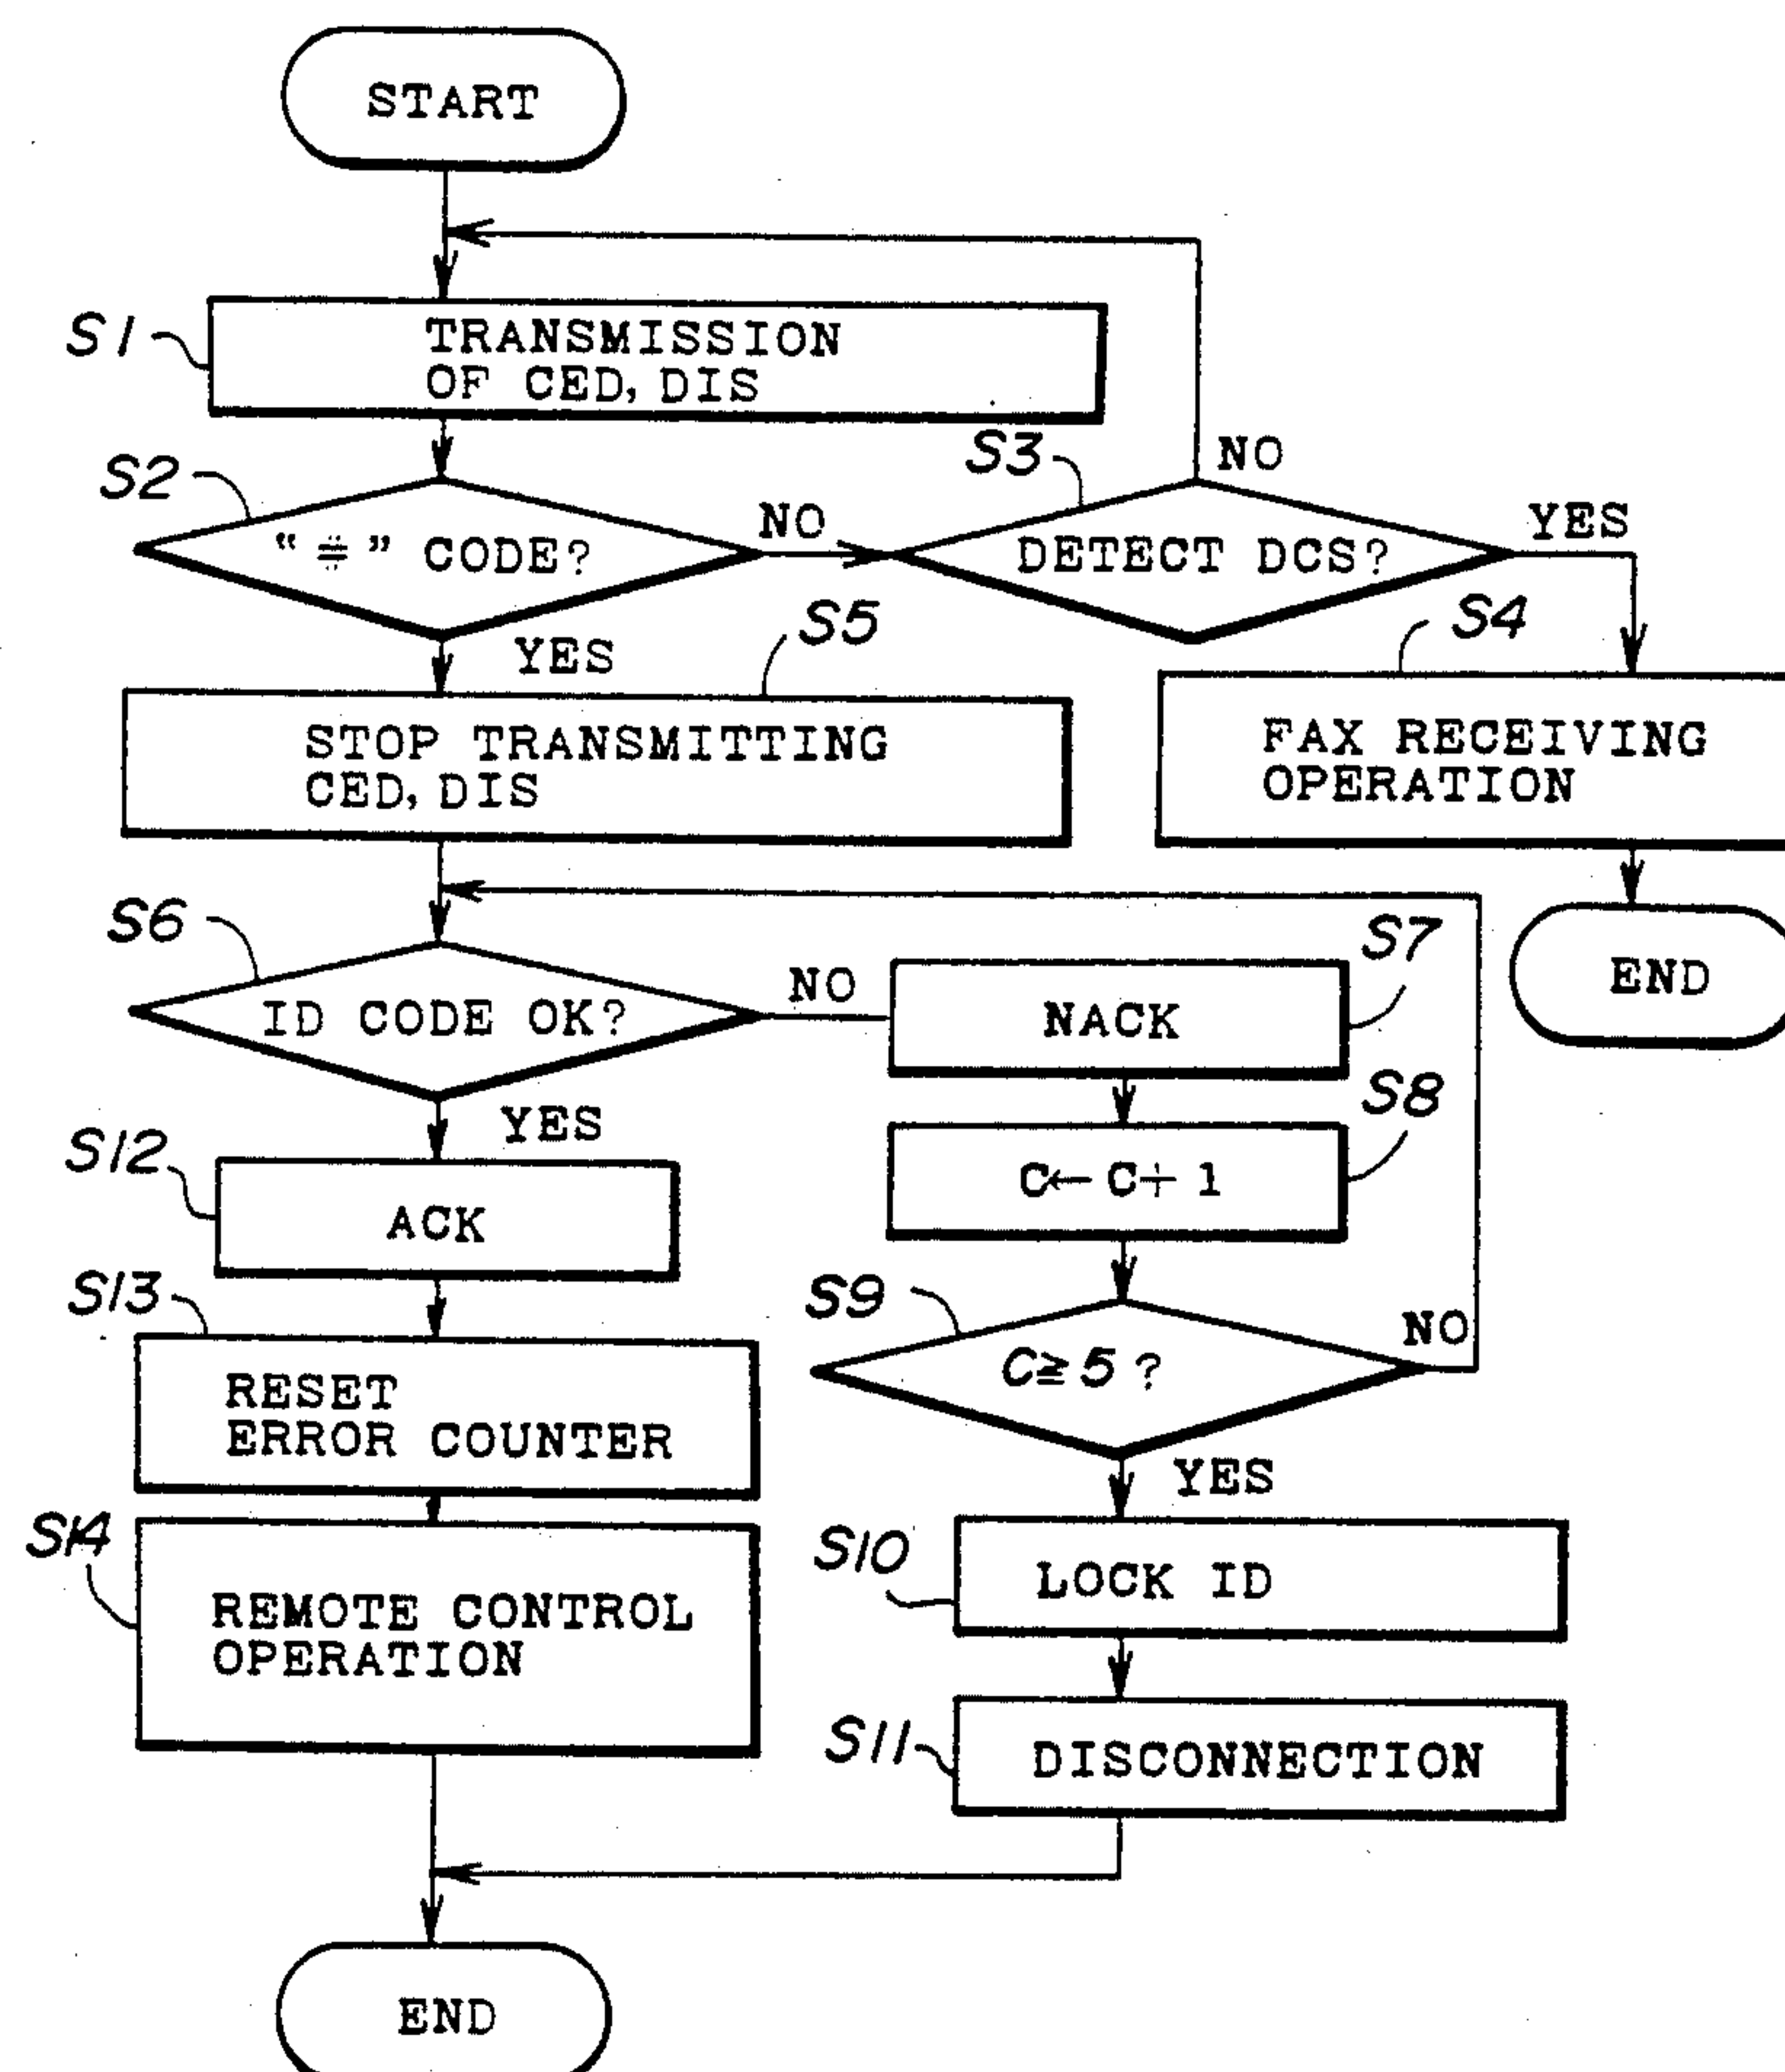 START
S1
TRANSMISSION
OF CED, DIS
S2
"#" CODE?
NO
S3
DETECT DCS?
NO
YES
S4
FAX RECEIVING
OPERATION
END
YES
S5
STOP TRANSMITTING
CED, DIS
S6
ID CODE OK?
NO
S7
NACK
S8
C←C+1
S9
C≧5?
NO
YES
S10
LOCK ID
S11
DISCONNECTION
YES
S12
ACK
S13
RESET
ERROR COUNTER
S14
REMOTE CONTROL
OPERATION
END